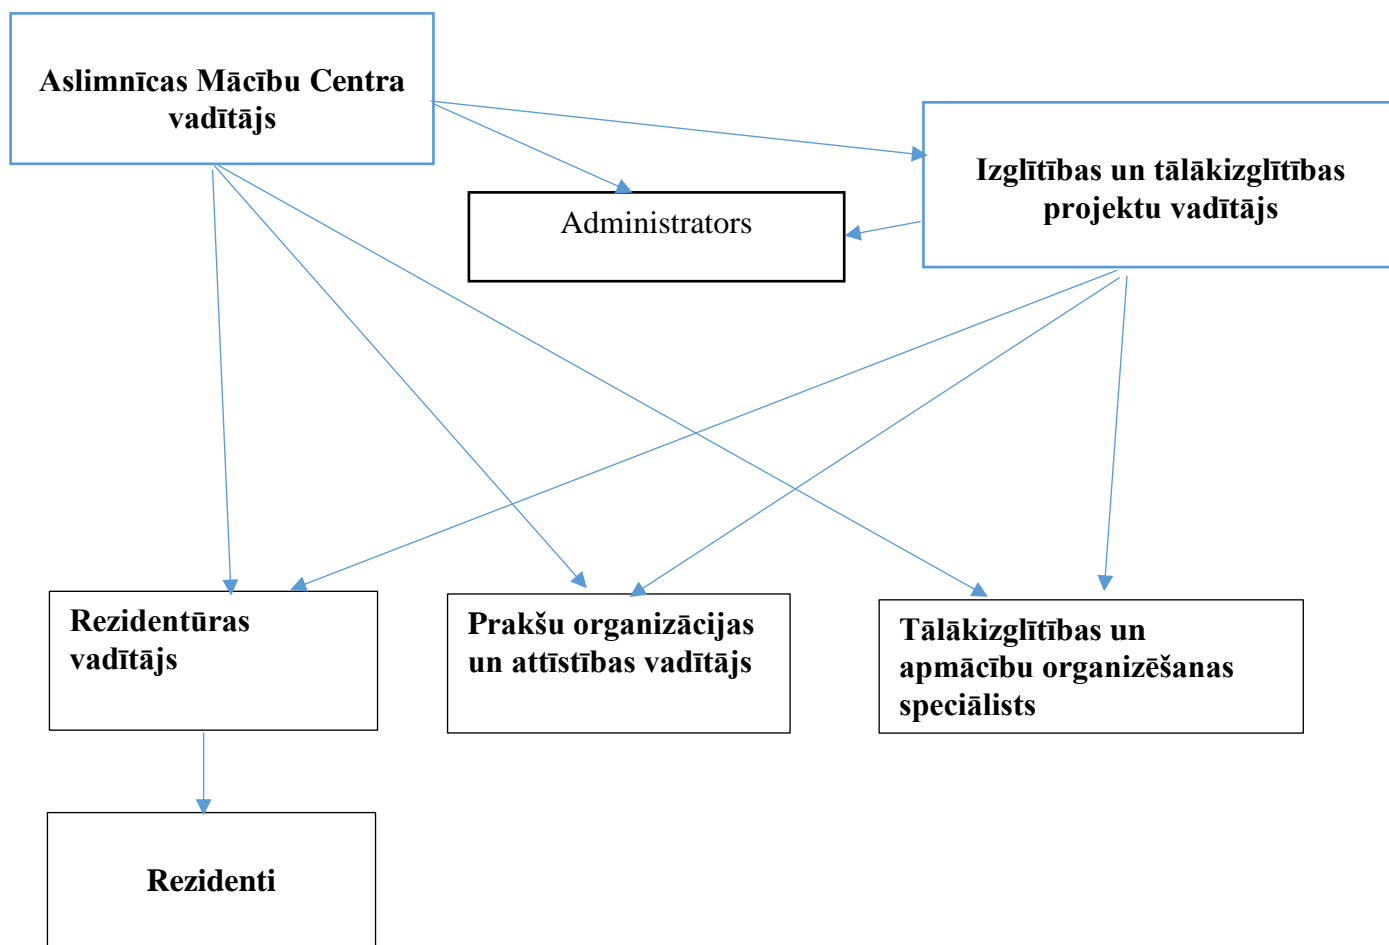 Aslimnīcas Mācību Centra
vadītājs
Izglītības un tālākizglītības
projektu vadītājs
Administrators
Rezidentūras
vadītājs
Prakšu organizācijas
un attīstības vadītājs
Tālākizglītības un
apmācību organizēšanas
speciālists
Rezidenti